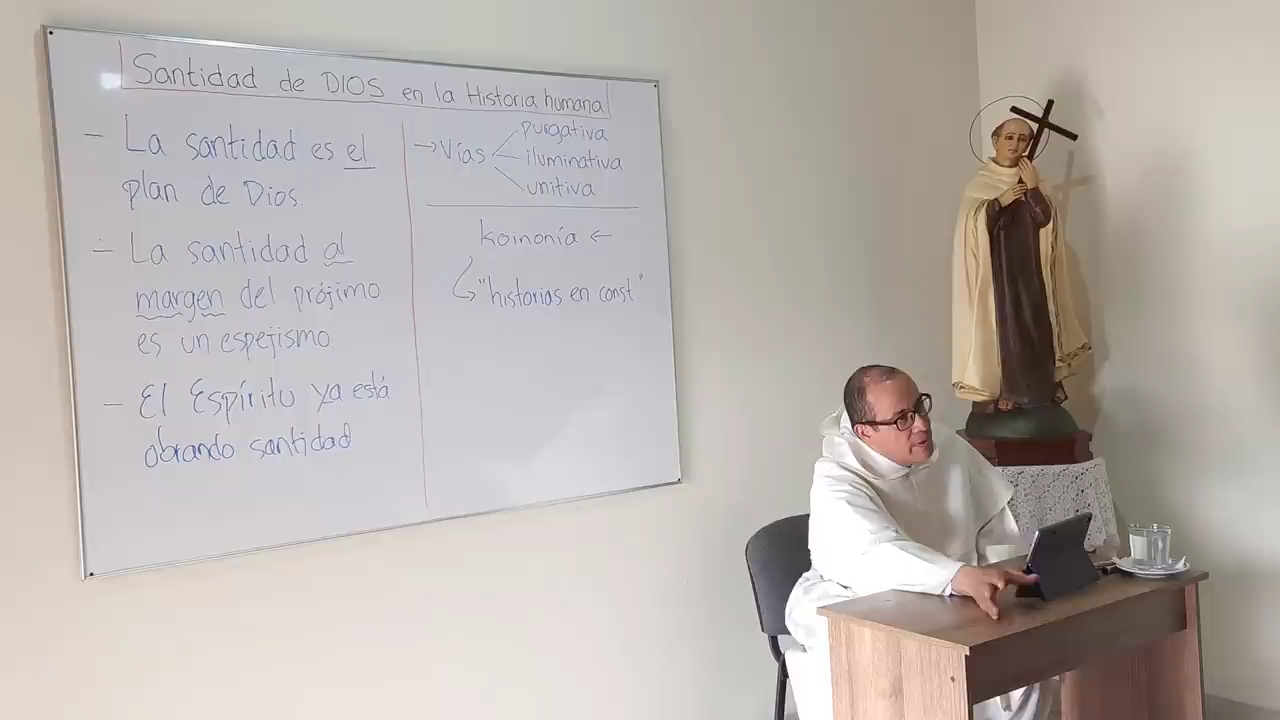 Santidad de DIOS en la Historia humana
- La santidad es el
plan de Dios.
- La santidad al
margen del prójimo
es un espejismo
- El Espíritu ya está
obrando santidad
→ Vías
purgativa
iluminativa
unitiva
koinonía ←
"historias en const."